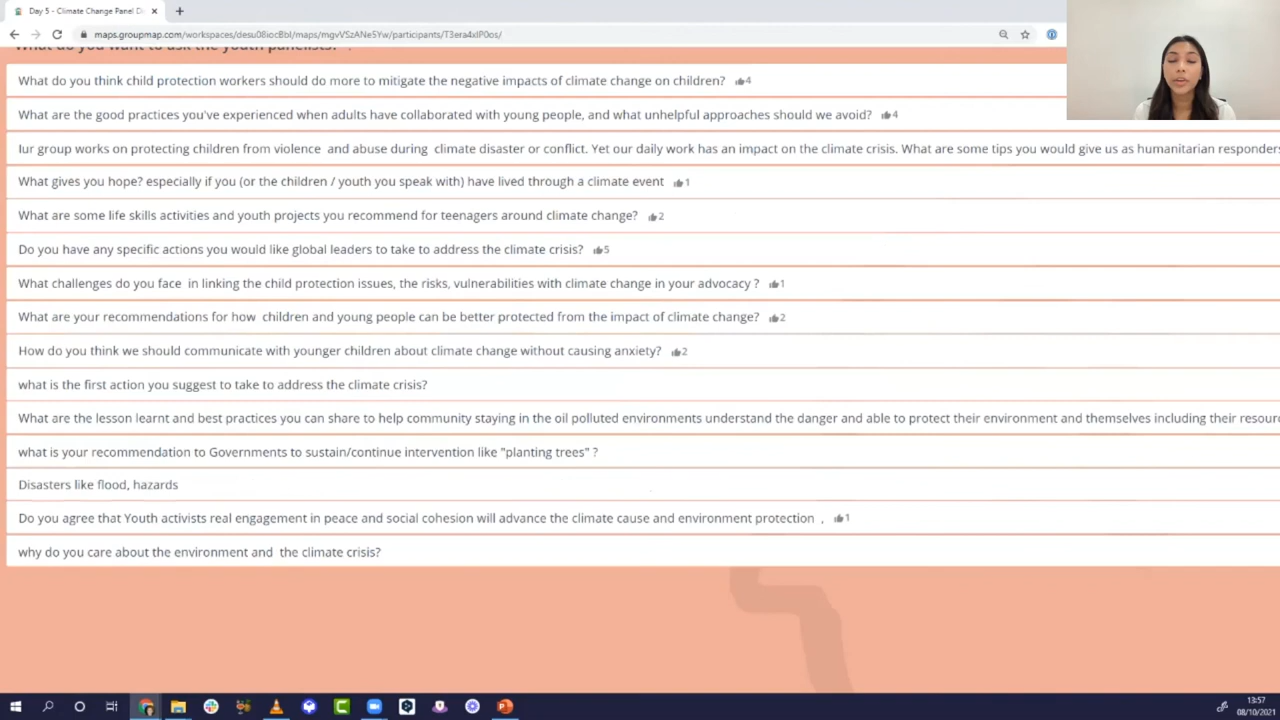 Day 5 - Climate Change Panel D
maps.groupmap.com/workspaces/desu08iocBbl/maps/mgvVSzANe5Yw/participants/T3era4xIP0os/
What do you want to ask the youth panelists?
What do you think child protection workers should do more to mitigate the negative impacts of climate change on children? 4
What are the good practices you've experienced when adults have collaborated with young people, and what unhelpful approaches should we avoid? 4
Iur group works on protecting children from violence and abuse during climate disaster or conflict. Yet our daily work has an impact on the climate crisis. What are some tips you would give us as humanitarian responders
What gives you hope? especially if you (or the children / youth you speak with) have lived through a climate event 1
What are some life skills activities and youth projects you recommend for teenagers around climate change? 2
Do you have any specific actions you would like global leaders to take to address the climate crisis? 5
What challenges do you face in linking the child protection issues, the risks, vulnerabilities with climate change in your advocacy ? 1
What are your recommendations for how children and young people can be better protected from the impact of climate change? 2
How do you think we should communicate with younger children about climate change without causing anxiety? 2
what is the first action you suggest to take to address the climate crisis?
What are the lesson learnt and best practices you can share to help community staying in the oil polluted environments understand the danger and able to protect their environment and themselves including their resour
what is your recommendation to Governments to sustain/continue intervention like "planting trees" ?
Disasters like flood, hazards
Do you agree that Youth activists real engagement in peace and social cohesion will advance the climate cause and environment protection , 1
why do you care about the environment and the climate crisis?
13:57
08/10/2021